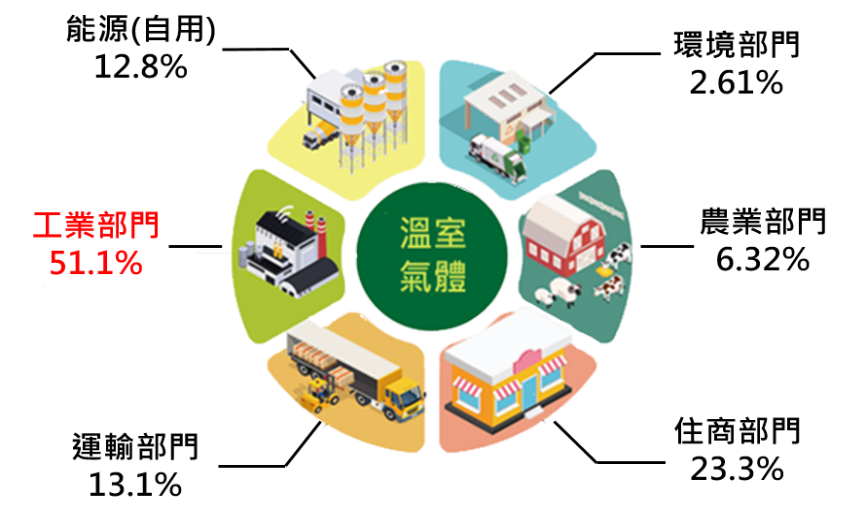 能源(自用)
12.8%
環境部門
2.61%
工業部門
51.1%
溫室
氣體
農業部門
6.32%
運輸部門
13.1%
住商部門
23.3%